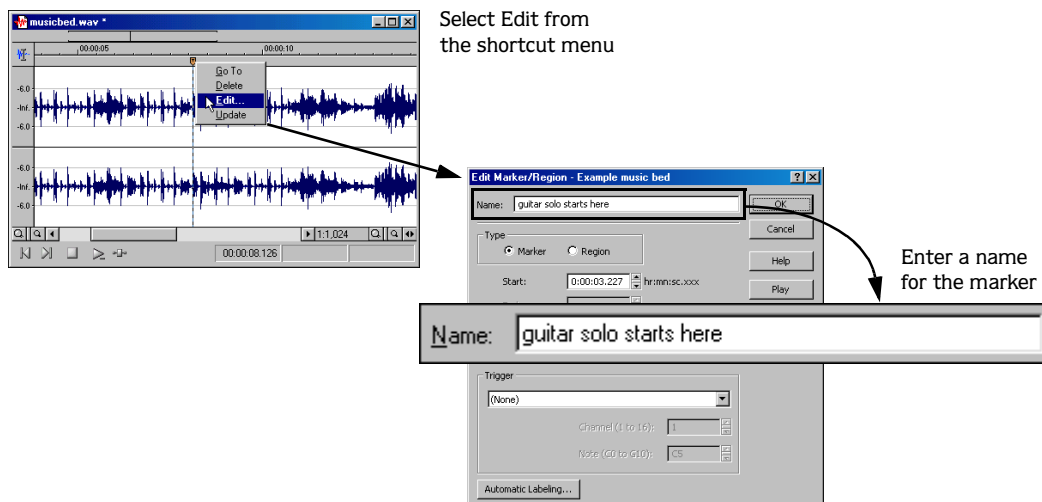 musicbed.wav *
Select Edit from
the shortcut menu
00:00:05
00:00:10
Go To
Delete
Edit...
Update
-6.0
-Inf.
-6.0
-6.0
-Inf.
-6.0
1:1,024
00:00:08.126
Edit Marker/Region - Example music bed
Name: guitar solo starts here
OK
Type
Marker Region
Cancel
Help
Start: 0:00:03.227 hr:mn:sc.xxx
Play
Enter a name
for the marker
Name: guitar solo starts here
Trigger
(None)
Channel (1 to 16): 1
Note (C0 to G10): C5
Automatic Labeling...